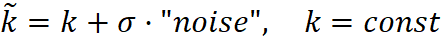 k̃ = k + σ ⋅ "noise", k = const